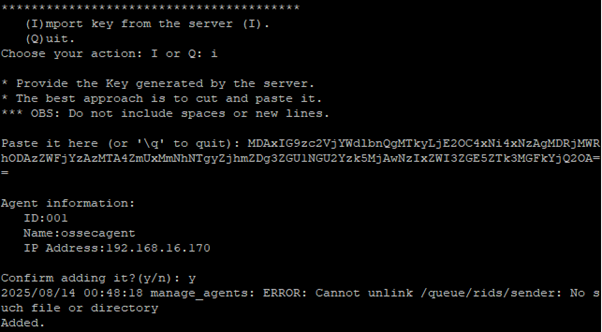 ****************************************
(I)mport key from the server (I).
(Q)uit.
Choose your action: I or Q: i
* Provide the Key generated by the server.
* The best approach is to cut and paste it.
*** OBS: Do not include spaces or new lines.
Paste it here (or '\q' to quit): MDAxIG9zc2VjYWdlbnQgMTkyLjE2OC4xNi4xNzAgMDRjMWR
hODAzZWFjYzAzMTA4ZmUxMmNhNTgyZjhmZDg3ZGU1NGU2Yzk5MjAwNzIxZWI3ZGE5ZTk3MGFkYjQ2OA=
=
Agent information:
ID:001
Name:ossecagent
IP Address:192.168.16.170
Confirm adding it?(y/n): y
2025/08/14 00:48:18 manage_agents: ERROR: Cannot unlink /queue/rids/sender: No s
uch file or directory
Added.